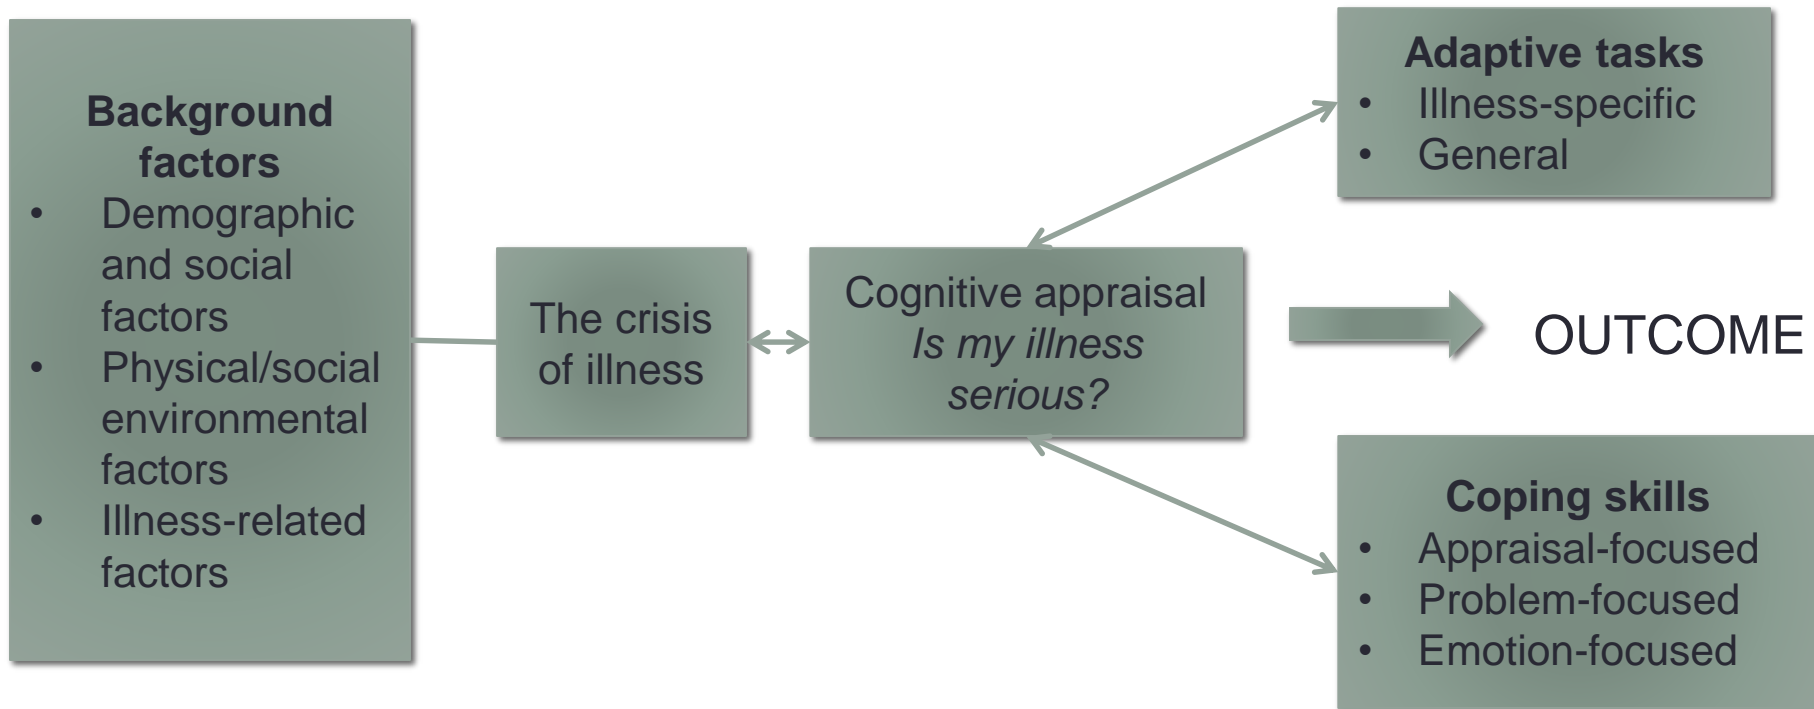 Background
factors
• Demographic
and social
factors
• Physical/social
environmental
factors
• Illness-related
factors
The crisis
of illness
Cognitive appraisal
Is my illness
serious?
Adaptive tasks
• Illness-specific
• General
OUTCOME
Coping skills
• Appraisal-focused
• Problem-focused
• Emotion-focused